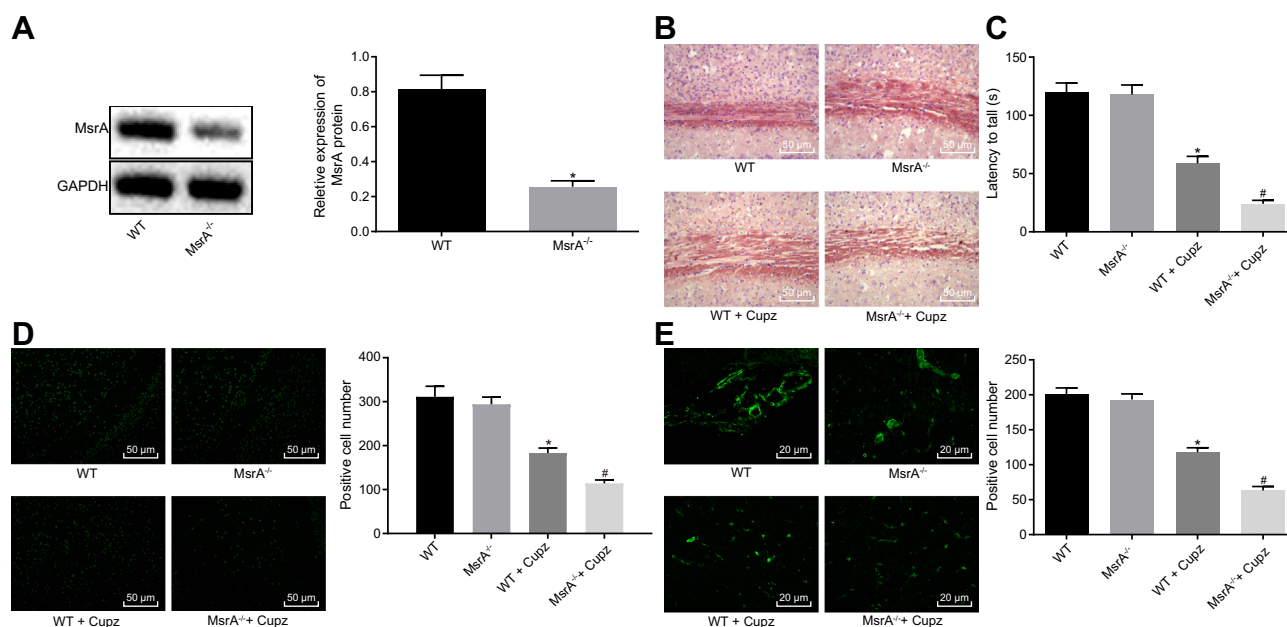 A
MsrA
GAPDH
WT
MsrA-/-
Reletive expression of
MsrA protein
1.0
0.8
0.6
0.4
0.2
0.0
*
WT
MsrA-/-
B
50 μm
50 μm
WT
MsrA-/-
50 μm
50 μm
WT + Cupz
MsrA-/-+ Cupz
C
Latency to tall (s)
150
100
50
0
*
#
WT
MsrA-/-
WT + Cupz
MsrA-/-+ Cupz
D
50 μm
50 μm
WT
MsrA-/-
50 μm
50 μm
WT + Cupz
MsrA-/-+ Cupz
Positive cell number
400
300
200
100
0
*
#
WT
MsrA-/-
WT + Cupz
MsrA-/-+ Cupz
E
20 μm
20 μm
WT
MsrA-/-
20 μm
20 μm
WT + Cupz
MsrA-/-+ Cupz
Positive cell number
200
150
100
50
0
*
#
WT
MsrA-/-
WT + Cupz
MsrA-/-+ Cupz